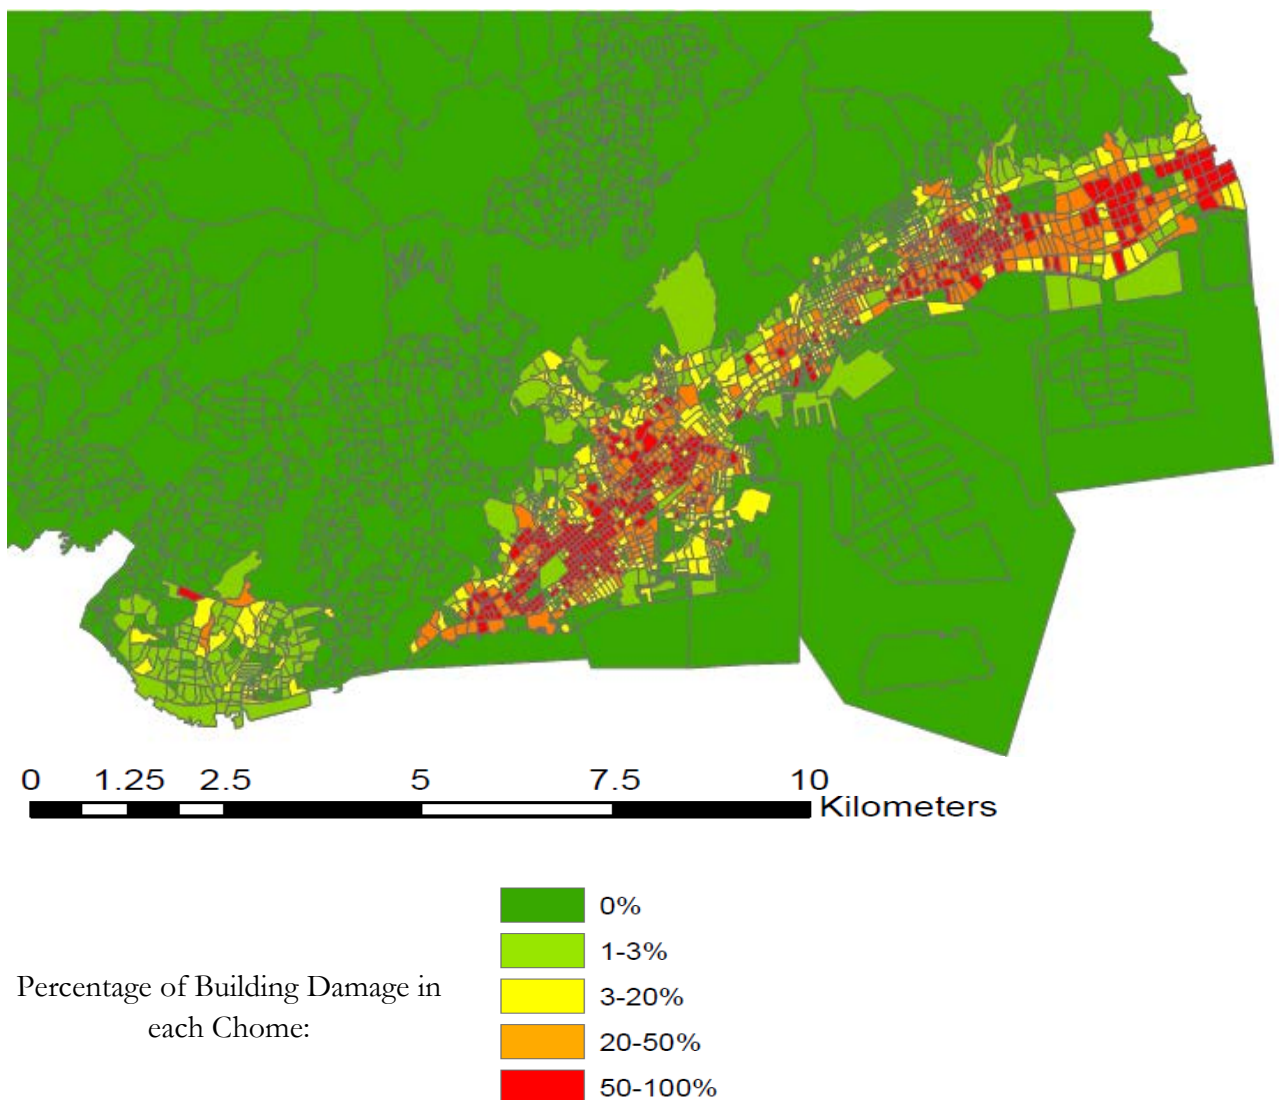 0 1.25 2.5 5 7.5 10
Kilometers
0%
1-3%
3-20%
20-50%
50-100%
Percentage of Building Damage in
each Chome: